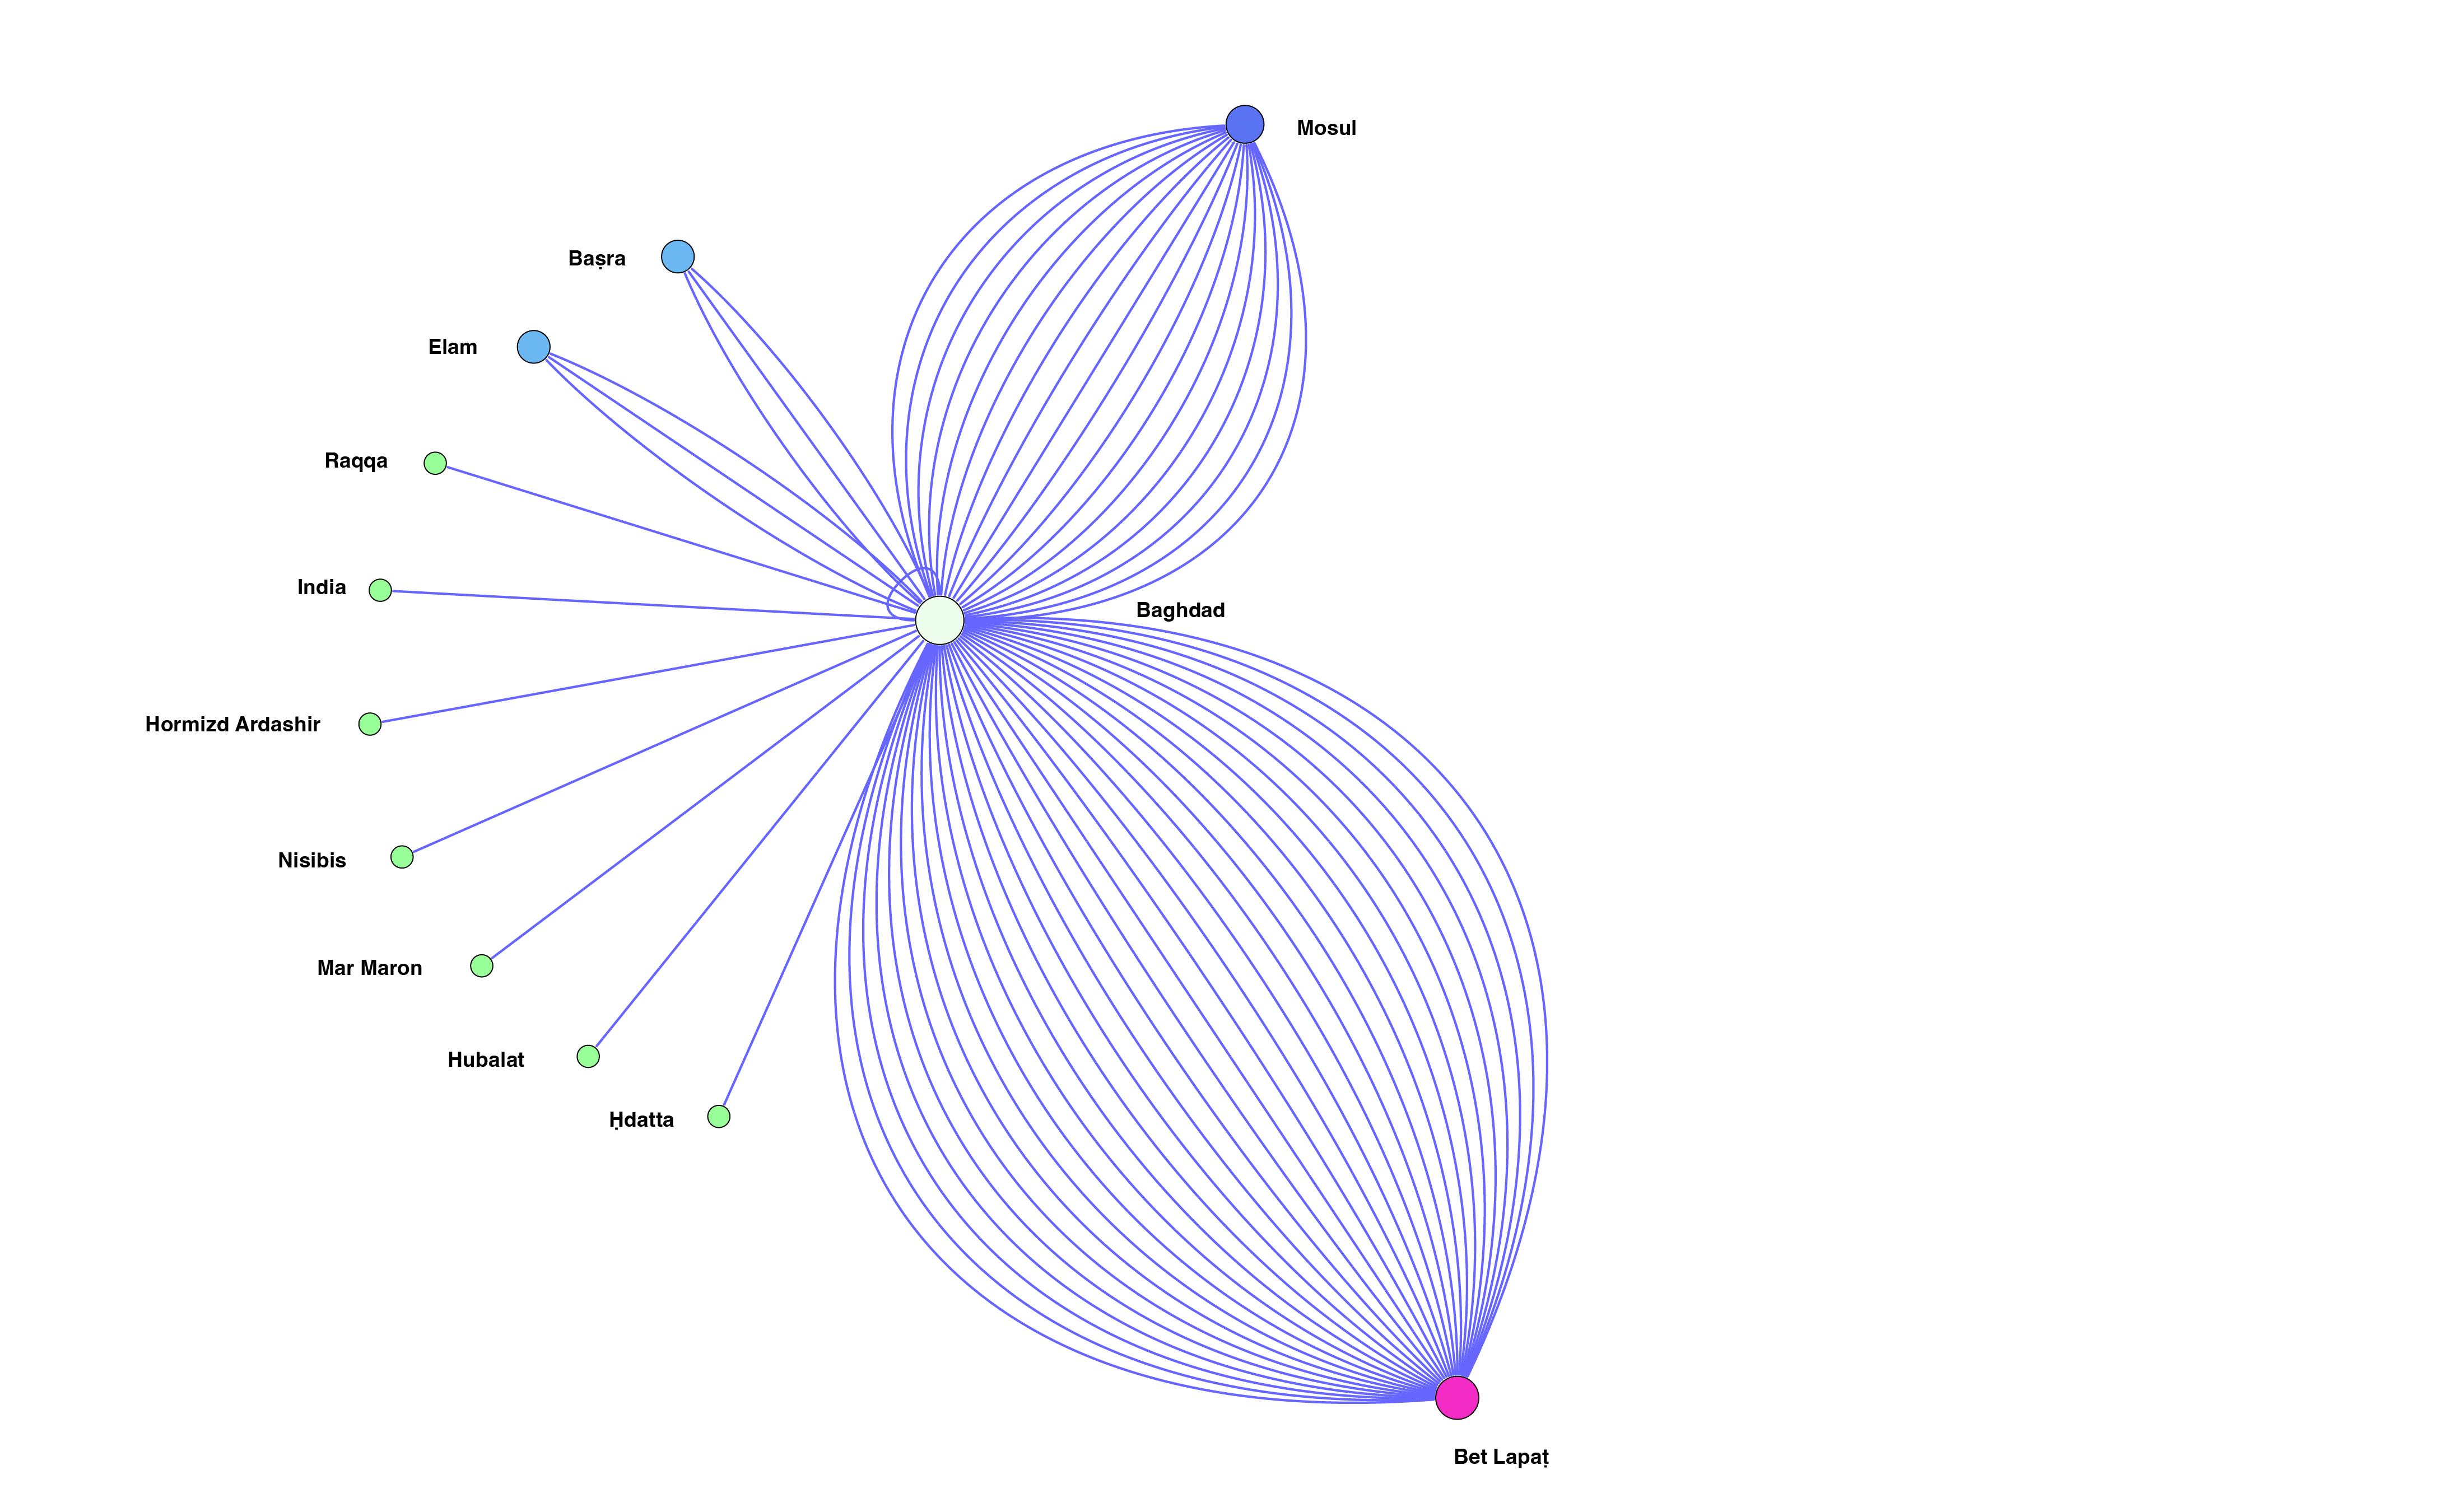 Mosul
Baṣra
Elam
Raqqa
India
Baghdad
Hormizd Ardashir
Nisibis
Mar Maron
Hubalat
Ḥdatta
Bet Lapaṭ